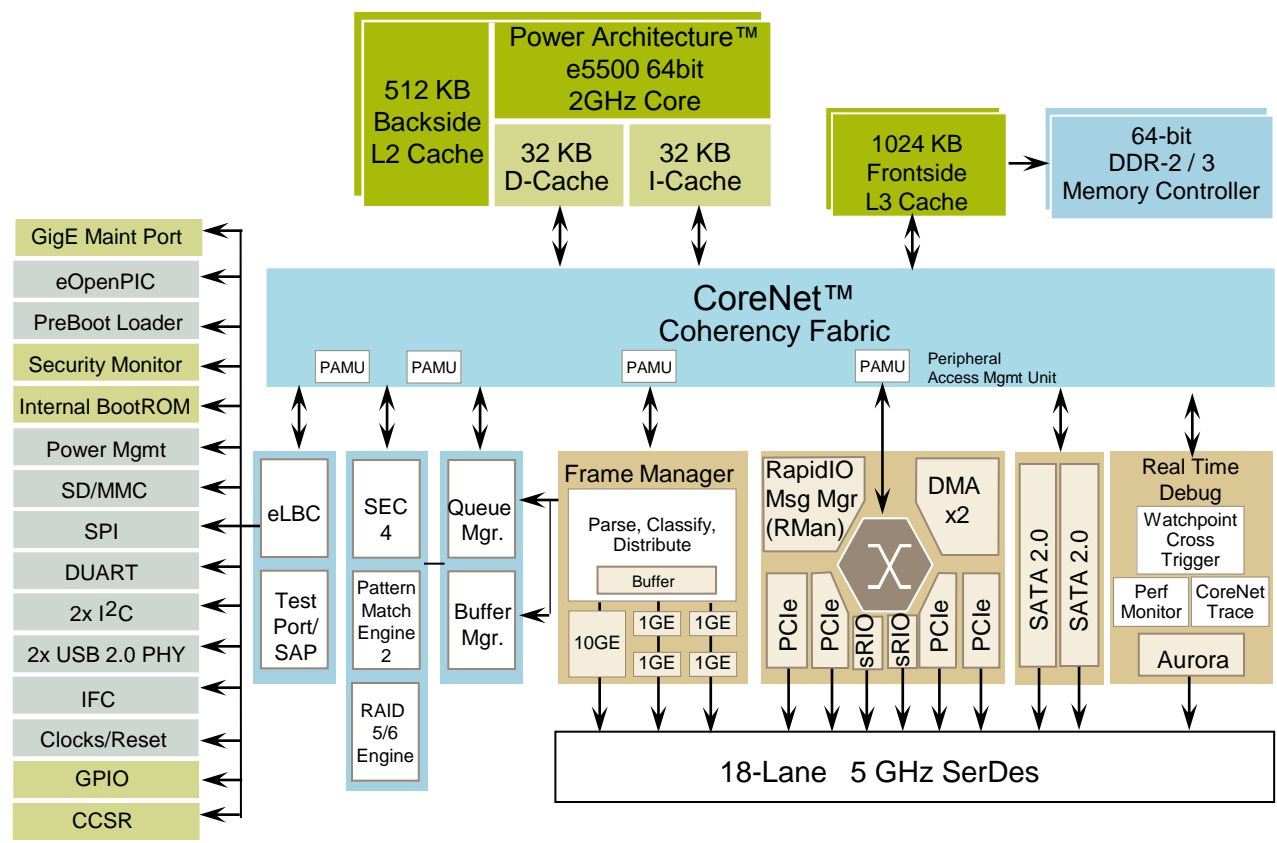 Power Architecture™
e5500 64bit
2GHz Core
512 KB
Backside
L2 Cache
32 KB
D-Cache
32 KB
I-Cache
1024 KB
Frontside
L3 Cache
64-bit
DDR-2 / 3
Memory Controller
GigE Maint Port
eOpenPIC
PreBoot Loader
Security Monitor
Internal BootROM
Power Mgmt
SD/MMC
SPI
DUART
2x I²C
2x USB 2.0 PHY
IFC
Clocks/Reset
GPIO
CCSR
CoreNet™
Coherency Fabric
PAMU
PAMU
PAMU
PAMU
Peripheral
Access Mgmt Unit
eLBC
Test
Port/
SAP
SEC
4
Pattern
Match
Engine
2
RAID
5/6
Engine
Queue
Mgr.
Buffer
Mgr.
Frame Manager
Parse, Classify,
Distribute
Buffer
10GE
1GE
1GE
1GE
1GE
RapidIO
Msg Mgr
(RMan)
DMA
x2
PCIe
PCIe
sRIO
sRIO
PCIe
PCIe
SATA 2.0
SATA 2.0
Real Time
Debug
Watchpoint
Cross
Trigger
Perf
Monitor
CoreNet
Trace
Aurora
18-Lane 5 GHz SerDes